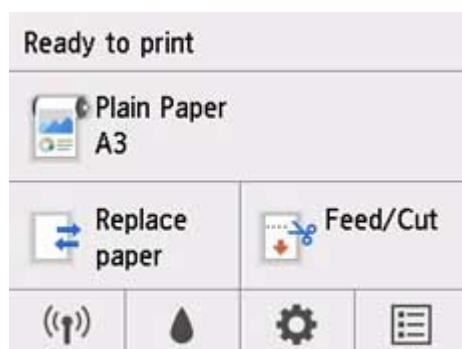 Ready to print
Plain Paper
A3
Replace
paper
Feed/Cut